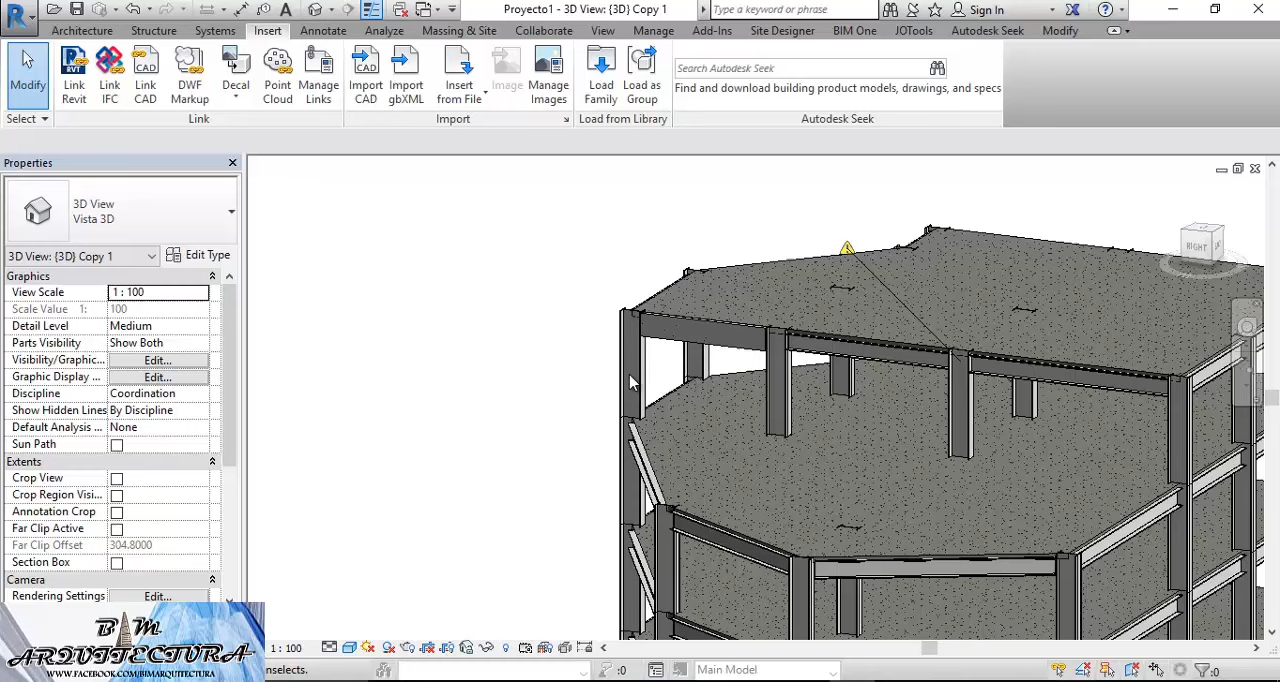 Proyecto1 - 3D View: {3D} Copy 1
Type a keyword or phrase
Sign In
Architecture Structure Systems Insert Annotate Analyze Massing & Site Collaborate View Manage Add-Ins Site Designer BIM One JOTools Autodesk Seek Modify
Modify
Link Revit
Link IFC
Link CAD
DWF Markup
Decal
Point Cloud
Manage Links
Import CAD
Import gbXML
Insert from File
Image
Manage Images
Load Family
Load as Group
Search Autodesk Seek
Find and download building product models, drawings, and specs
Select
Link
Import
Load from Library
Autodesk Seek
Properties
3D View
Vista 3D
3D View: {3D} Copy 1
Edit Type
Graphics
View Scale 1 : 100
Scale Value 1: 100
Detail Level Medium
Parts Visibility Show Both
Visibility/Graphic... Edit...
Graphic Display ... Edit...
Discipline Coordination
Show Hidden Lines By Discipline
Default Analysis ... None
Sun Path
Extents
Crop View
Crop Region Visi...
Annotation Crop
Far Clip Active
Far Clip Offset 304.8000
Section Box
Camera
Rendering Settings Edit...
RIGHT
BIM
ARQUITECTURA
WWW.FACEBOOK.COM/BIMARQUITECTURA
1 : 100
nselects.
:0
Main Model
:0